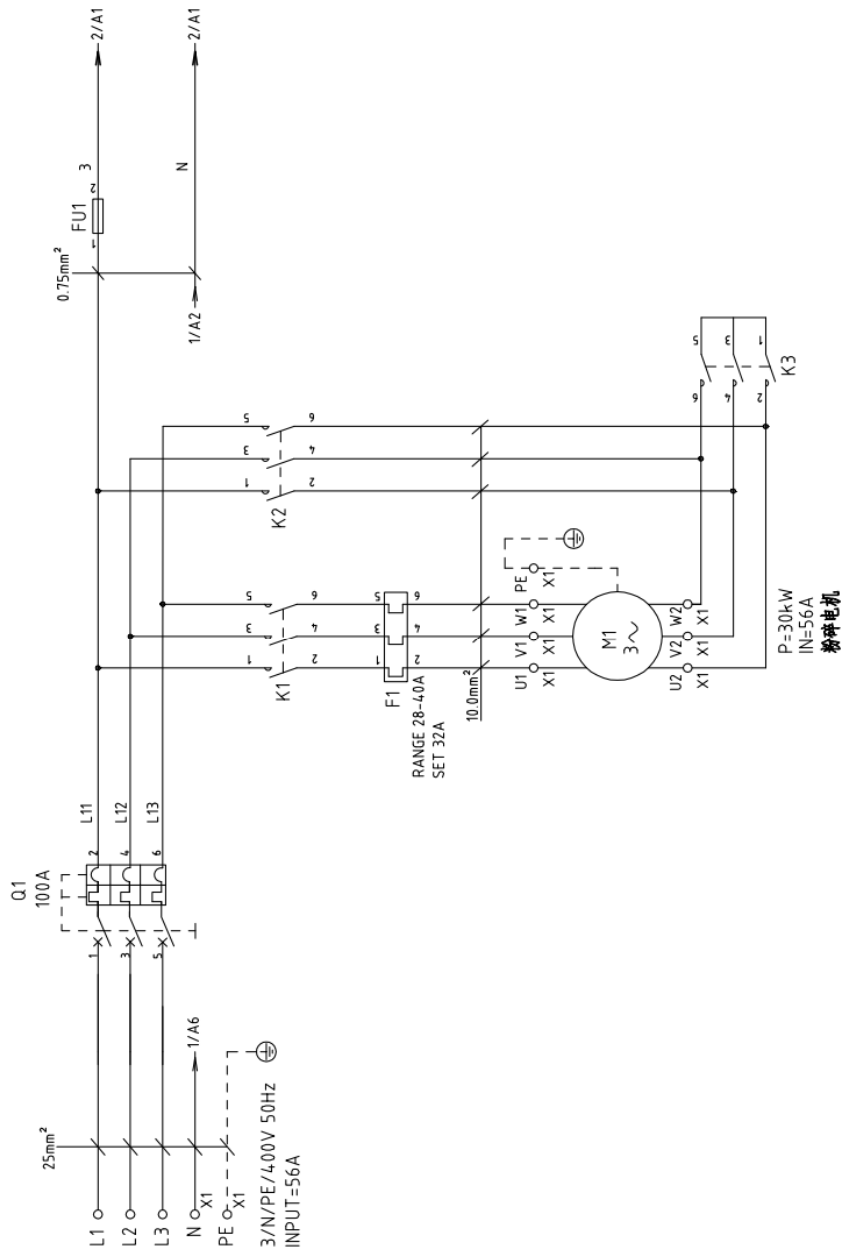 L1
L2
L3
N
X1
PE
X1
3/N/PE/400V 50Hz
INPUT=56A
25mm²
1/A6
Q1
100A
1
3
5
2
4
6
L11
L12
L13
K1
1
3
5
2
4
6
F1
1
3
5
2
4
6
RANGE 28-40A
SET 32A
10.0mm²
U1
V1
W1
PE
X1
X1
X1
X1
M1
3~
U2
V2
W2
X1
X1
X1
P=30kW
IN=56A
粉碎电机
K2
1
3
5
2
4
6
K3
6
4
2
5
3
1
0.75mm²
1/A2
FU1
1
2
3
N
2/A1
2/A1